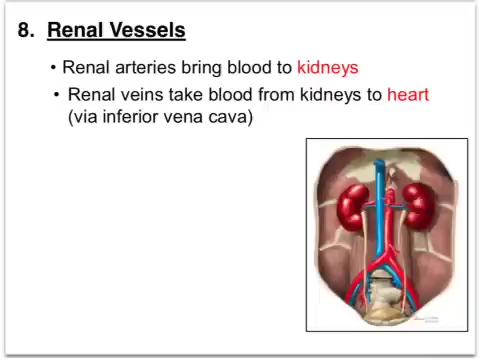 8. Renal Vessels
• Renal arteries bring blood to kidneys
• Renal veins take blood from kidneys to heart
(via inferior vena cava)